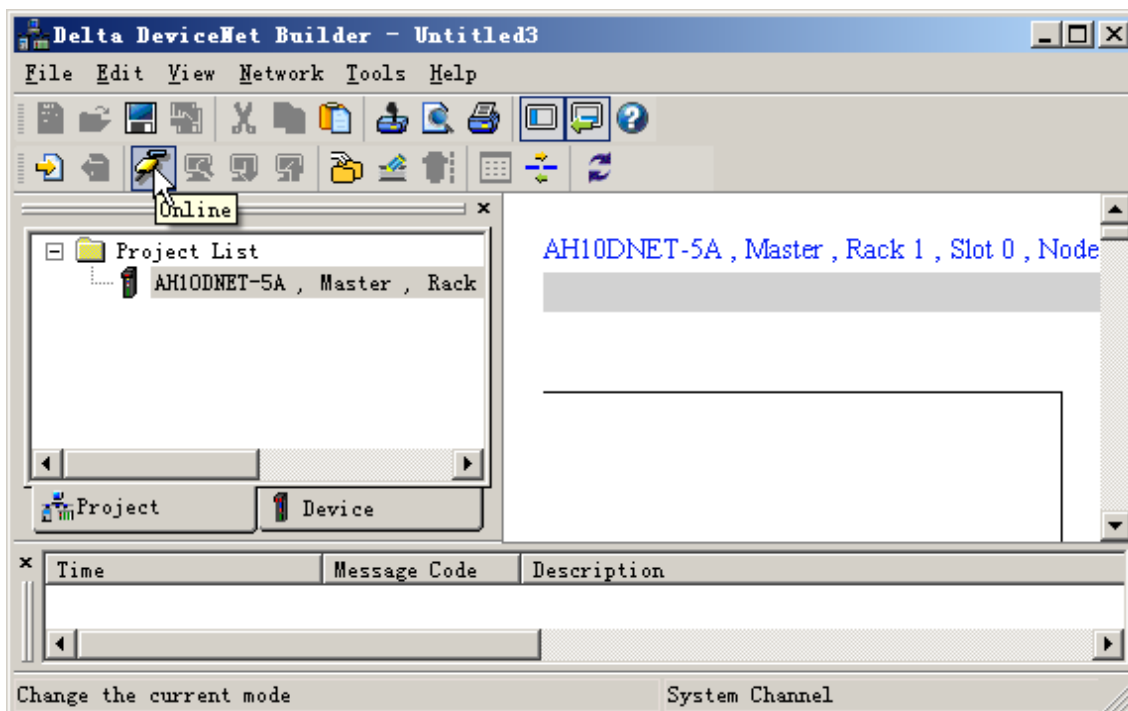 Delta DeviceNet Builder - Untitled3
File Edit View Network Tools Help
Online
Project List
AH10DNET-5A , Master , Rack
Project
Device
AH10DNET-5A , Master , Rack 1 , Slot 0 , Node
Time Message Code Description
Change the current mode System Channel